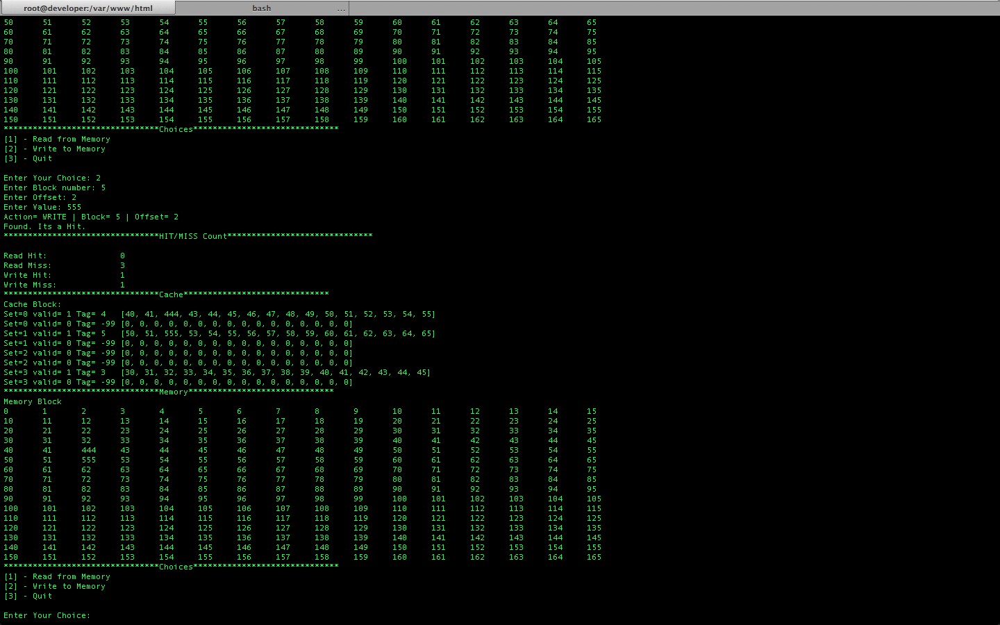 root@developer:/var/www/html bash ...
50 51 52 53 54 55 56 57 58 59 60 61 62 63 64 65
60 61 62 63 64 65 66 67 68 69 70 71 72 73 74 75
70 71 72 73 74 75 76 77 78 79 80 81 82 83 84 85
80 81 82 83 84 85 86 87 88 89 90 91 92 93 94 95
90 91 92 93 94 95 96 97 98 99 100 101 102 103 104 105
100 101 102 103 104 105 106 107 108 109 110 111 112 113 114 115
110 111 112 113 114 115 116 117 118 119 120 121 122 123 124 125
120 121 122 123 124 125 126 127 128 129 130 131 132 133 134 135
130 131 132 133 134 135 136 137 138 139 140 141 142 143 144 145
140 141 142 143 144 145 146 147 148 149 150 151 152 153 154 155
150 151 152 153 154 155 156 157 158 159 160 161 162 163 164 165
********************************Choices******************************
[1] - Read from Memory
[2] - Write to Memory
[3] - Quit
Enter Your Choice: 2
Enter Block number: 5
Enter Offset: 2
Enter Value: 555
Action= WRITE | Block= 5 | Offset= 2
Found. Its a Hit.
********************************HIT/MISS Count******************************
Read Hit: 0
Read Miss: 3
Write Hit: 1
Write Miss: 1
********************************Cache******************************
Cache Block:
Set=0 valid= 1 Tag= 4 [40, 41, 444, 43, 44, 45, 46, 47, 48, 49, 50, 51, 52, 53, 54, 55]
Set=0 valid= 0 Tag= -99 [0, 0, 0, 0, 0, 0, 0, 0, 0, 0, 0, 0, 0, 0, 0, 0]
Set=1 valid= 1 Tag= 5 [50, 51, 555, 53, 54, 55, 56, 57, 58, 59, 60, 61, 62, 63, 64, 65]
Set=1 valid= 0 Tag= -99 [0, 0, 0, 0, 0, 0, 0, 0, 0, 0, 0, 0, 0, 0, 0, 0]
Set=2 valid= 0 Tag= -99 [0, 0, 0, 0, 0, 0, 0, 0, 0, 0, 0, 0, 0, 0, 0, 0]
Set=2 valid= 0 Tag= -99 [0, 0, 0, 0, 0, 0, 0, 0, 0, 0, 0, 0, 0, 0, 0, 0]
Set=3 valid= 1 Tag= 3 [30, 31, 32, 33, 34, 35, 36, 37, 38, 39, 40, 41, 42, 43, 44, 45]
Set=3 valid= 0 Tag= -99 [0, 0, 0, 0, 0, 0, 0, 0, 0, 0, 0, 0, 0, 0, 0, 0]
********************************Memory******************************
Memory Block
0 1 2 3 4 5 6 7 8 9 10 11 12 13 14 15
10 11 12 13 14 15 16 17 18 19 20 21 22 23 24 25
20 21 22 23 24 25 26 27 28 29 30 31 32 33 34 35
30 31 32 33 34 35 36 37 38 39 40 41 42 43 44 45
40 41 444 43 44 45 46 47 48 49 50 51 52 53 54 55
50 51 555 53 54 55 56 57 58 59 60 61 62 63 64 65
60 61 62 63 64 65 66 67 68 69 70 71 72 73 74 75
70 71 72 73 74 75 76 77 78 79 80 81 82 83 84 85
80 81 82 83 84 85 86 87 88 89 90 91 92 93 94 95
90 91 92 93 94 95 96 97 98 99 100 101 102 103 104 105
100 101 102 103 104 105 106 107 108 109 110 111 112 113 114 115
110 111 112 113 114 115 116 117 118 119 120 121 122 123 124 125
120 121 122 123 124 125 126 127 128 129 130 131 132 133 134 135
130 131 132 133 134 135 136 137 138 139 140 141 142 143 144 145
140 141 142 143 144 145 146 147 148 149 150 151 152 153 154 155
150 151 152 153 154 155 156 157 158 159 160 161 162 163 164 165
********************************Choices******************************
[1] - Read from Memory
[2] - Write to Memory
[3] - Quit
Enter Your Choice: